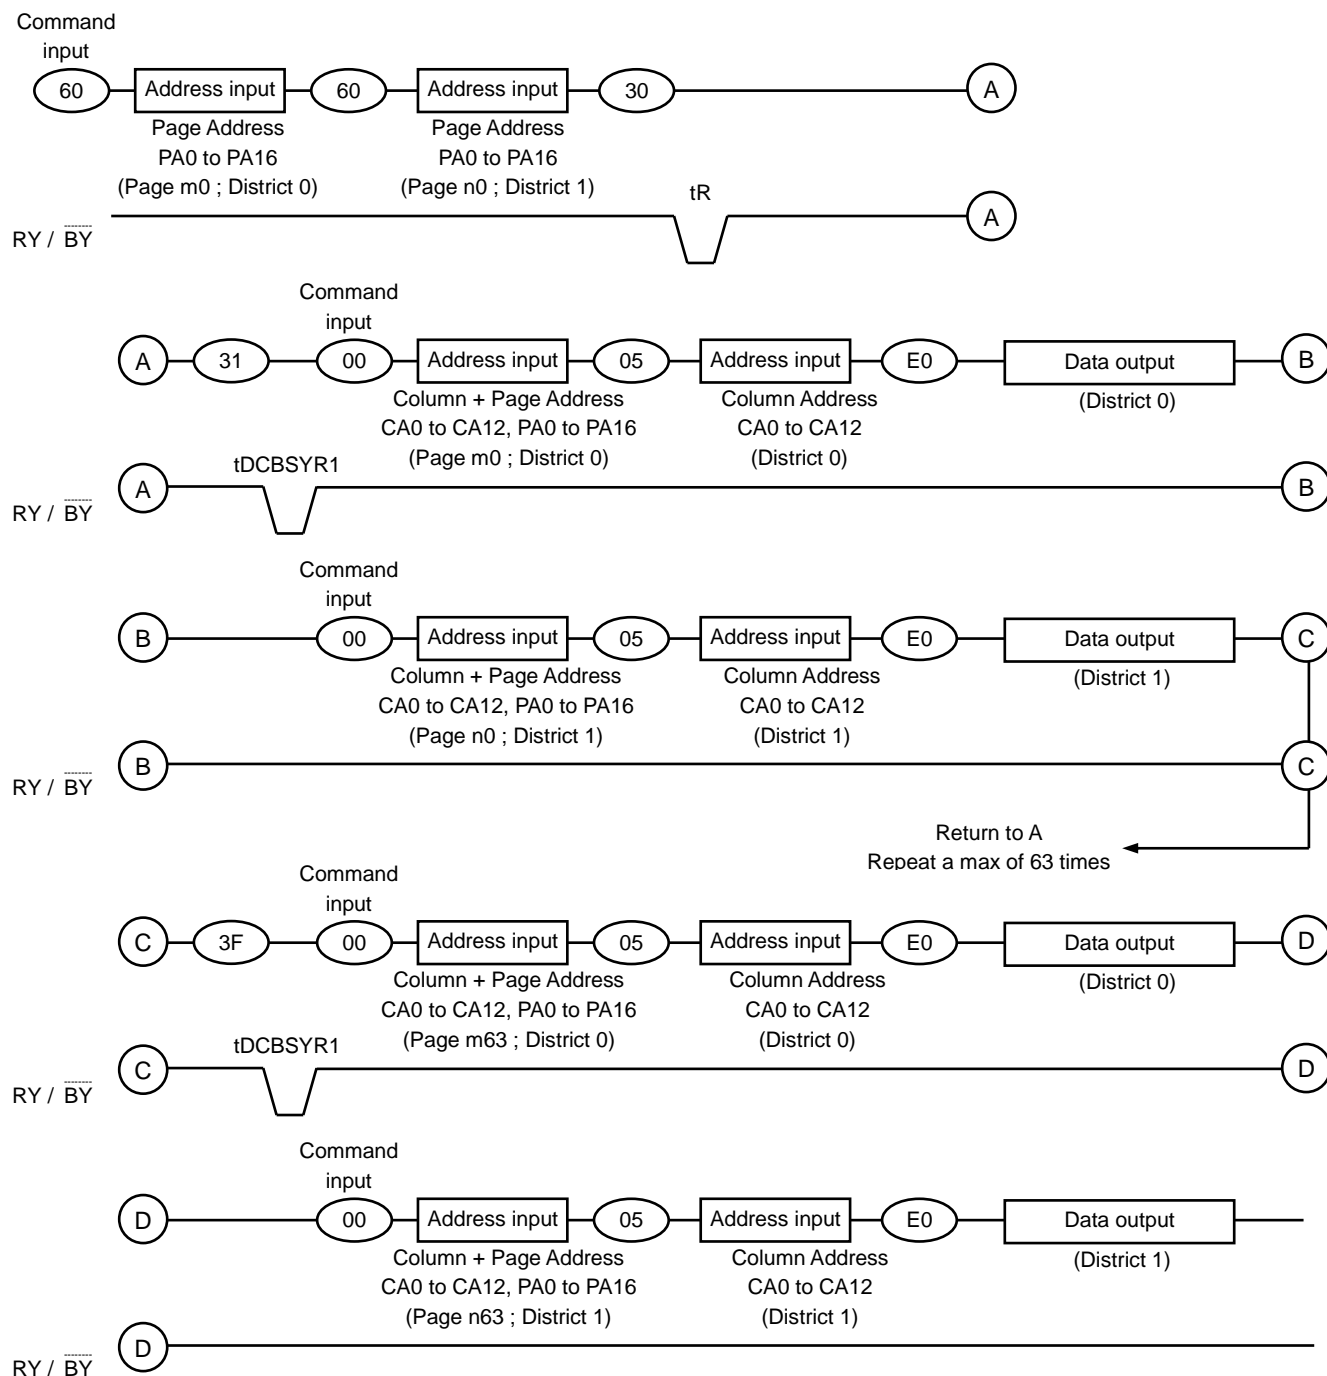 Command
input
60 Address input 60 Address input 30 A
Page Address Page Address
PA0 to PA16 PA0 to PA16
(Page m0 ; District 0) (Page n0 ; District 1)
tR
A
RY / BY
Command
input
A 31 00 Address input 05 Address input E0 Data output B
Column + Page Address Column Address (District 0)
CA0 to CA12, PA0 to PA16 CA0 to CA12
(Page m0 ; District 0) (District 0)
tDCBSYR1
A B
RY / BY
Command
input
B 00 Address input 05 Address input E0 Data output C
Column + Page Address Column Address (District 1)
CA0 to CA12, PA0 to PA16 CA0 to CA12
(Page n0 ; District 1) (District 1)
B C
RY / BY
Return to A
Repeat a max of 63 times
Command
input
C 3F 00 Address input 05 Address input E0 Data output D
Column + Page Address Column Address (District 0)
CA0 to CA12, PA0 to PA16 CA0 to CA12
(Page m63 ; District 0) (District 0)
tDCBSYR1
C D
RY / BY
Command
input
D 00 Address input 05 Address input E0 Data output
Column + Page Address Column Address (District 1)
CA0 to CA12, PA0 to PA16 CA0 to CA12
(Page n63 ; District 1) (District 1)
D
RY / BY